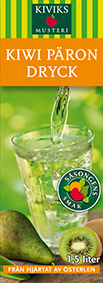 KIVIKS
MUSTERI
KIWI PÄRON
DRYCK
SÄSONGENS
SMAK
1,5 liter
FRÅN HJÄRTAT AV ÖSTERLEN